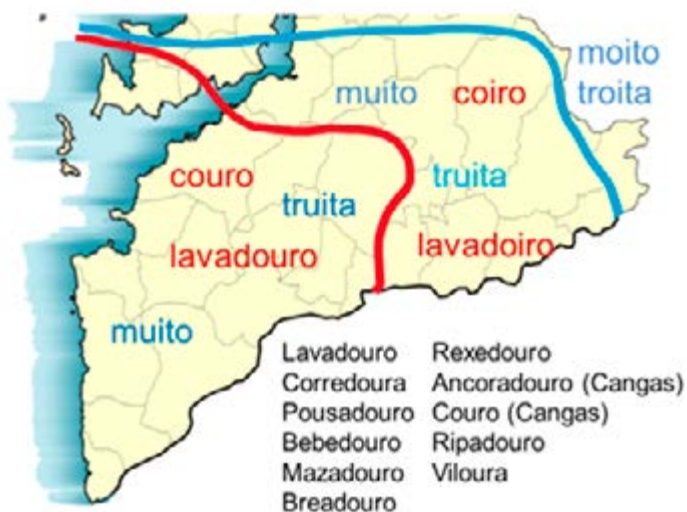 moito
troita
muito
coiro
couro
truita
truita
lavadouro
lavadoiro
muito
Lavadouro
Corredoura
Pousadouro
Bebedouro
Mazadouro
Breadouro
Rexedouro
Ancoradouro (Cangas)
Couro (Cangas)
Ripadouro
Viloura